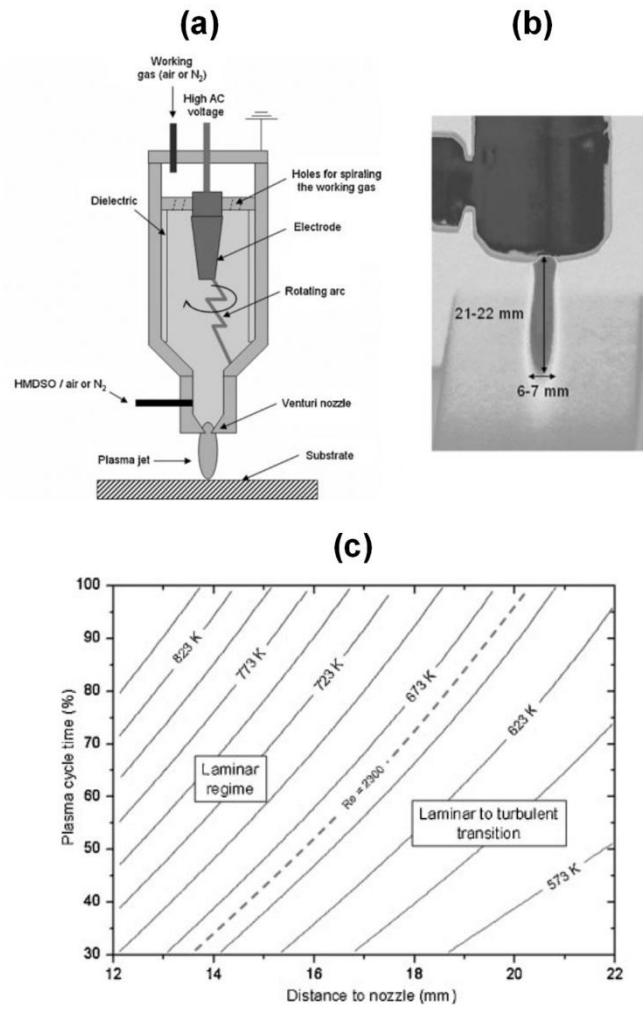 (a)
Working
gas (air or N₂)
High AC
voltage
Holes for spiraling
the working gas
Dielectric
Electrode
Rotating arc
HMDSO / air or N₂
Venturi nozzle
Plasma jet
Substrate
(b)
21-22 mm
6-7 mm
(c)
Plasma cycle time (%)
100
90
80
70
60
50
40
30
823 K
773 K
723 K
673 K
623 K
573 K
Re = 2300
Laminar
regime
Laminar to turbulent
transition
12
14
16
18
20
22
Distance to nozzle (mm)